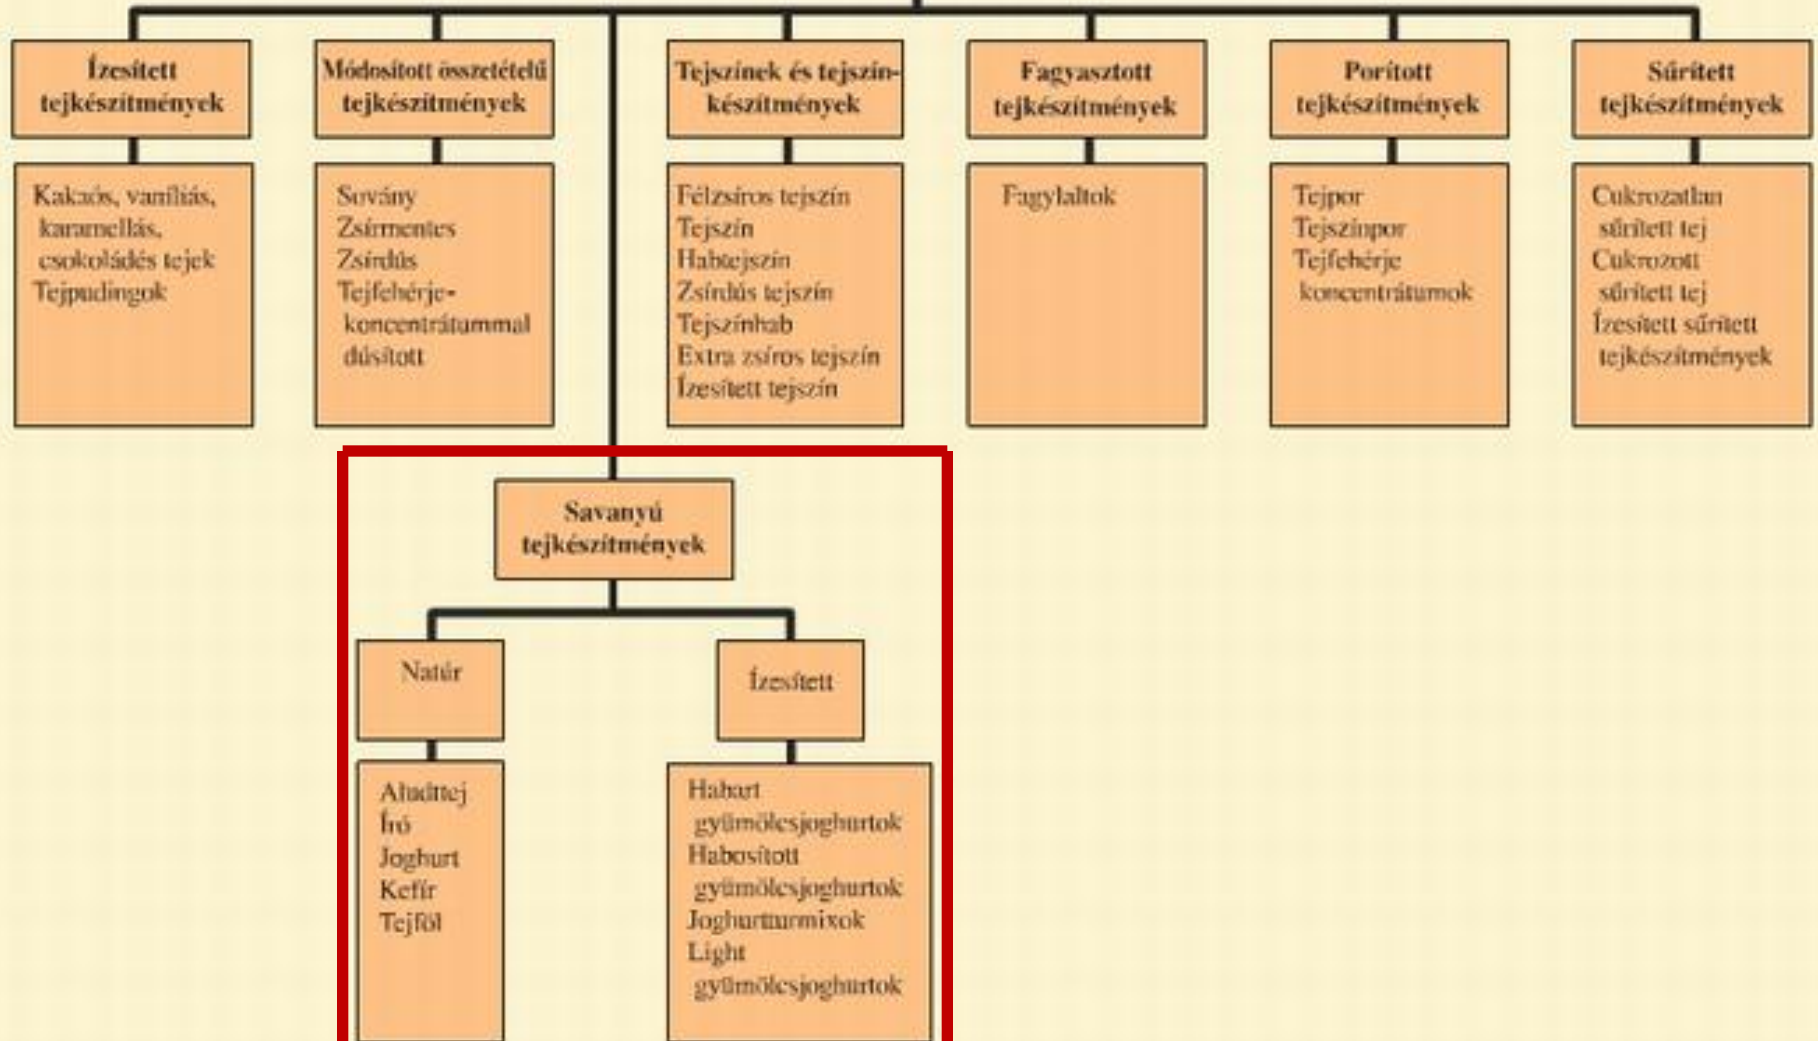 Ízesített
tejkészítmények
Kakaós, vaníliás,
karamellás,
csokoládés tejek
Tejpudingok
Módosított összetételű
tejkészítmények
Sovány
Zsírmentes
Zsírdús
Tejfehérje-
koncentrátummal
dúsított
Tejszínek és tejszín-
készítmények
Félzsíros tejszín
Tejszín
Habtejszín
Zsírdús tejszín
Tejszínhab
Extra zsíros tejszín
Ízesített tejszín
Fagyasztott
tejkészítmények
Fagylaltok
Porított
tejkészítmények
Tejpor
Tejszínpor
Tejfehérje
koncentrátumok
Sűrített
tejkészítmények
Cukrozatlan
sűrített tej
Cukrozott
sűrített tej
Ízesített sűrített
tejkészítmények
Savanyú
tejkészítmények
Natúr
Aludttej
Író
Joghurt
Kefír
Tejföl
Ízesített
Habart
gyümölcsjoghurtok
Habosított
gyümölcsjoghurtok
Joghurtturmixok
Light
gyümölcsjoghurtok